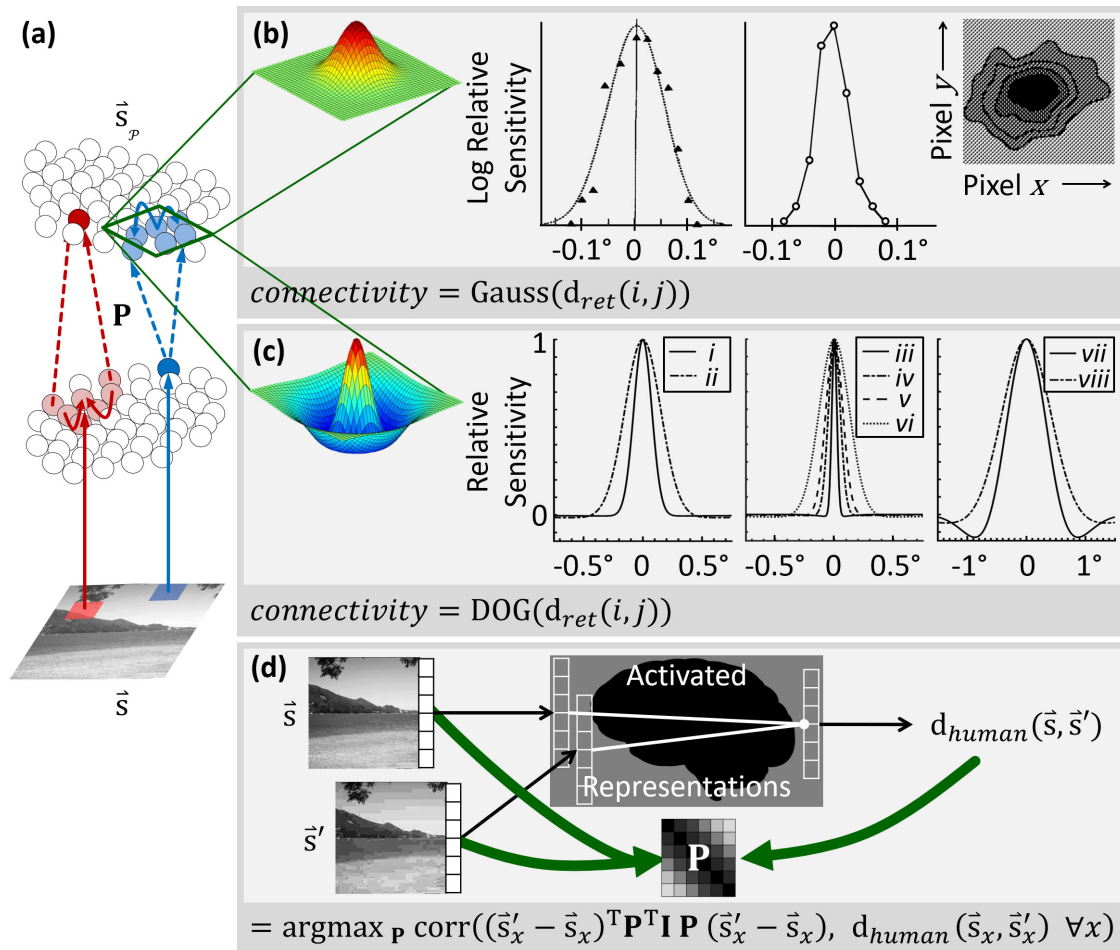 (a)
s⃗𝒫
P
s⃗
(b)
Log Relative
Sensitivity
-0.1° 0 0.1°
-0.1° 0 0.1°
Pixel y
Pixel x
connectivity = Gauss(d_ret(i, j))
(c)
Relative
Sensitivity
1
0
i
ii
iii
iv
v
vi
vii
viii
-0.5° 0 0.5°
-0.5° 0 0.5°
-1° 0 1°
connectivity = DOG(d_ret(i, j))
(d)
s⃗
s⃗′
Activated
Representations
d_human(s⃗, s⃗′)
P
= argmax_P corr((s⃗′_x − s⃗_x)ᵀPᵀI P (s⃗′_x − s⃗_x), d_human(s⃗_x, s⃗′_x) ∀x)